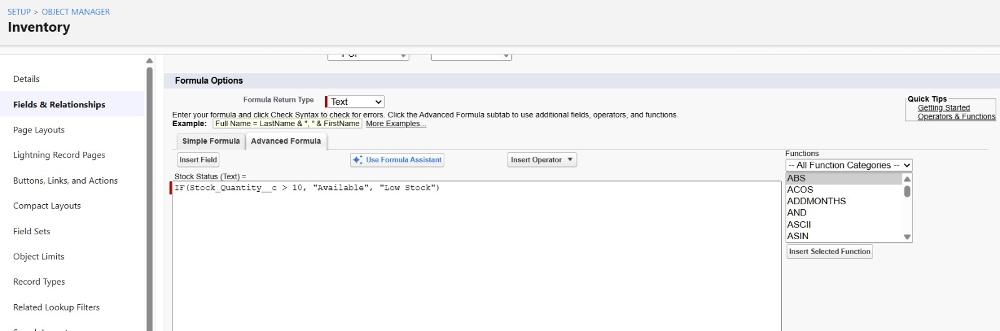 SETUP > OBJECT MANAGER
Inventory
Details
Fields & Relationships
Page Layouts
Lightning Record Pages
Buttons, Links, and Actions
Compact Layouts
Field Sets
Object Limits
Record Types
Related Lookup Filters
Formula Options
Formula Return Type Text
Quick Tips
Getting Started
Operators & Functions
Enter your formula and click Check Syntax to check for errors. Click the Advanced Formula subtab to use additional fields, operators, and functions.
Example: Full Name = LastName & ", " & FirstName More Examples...
Simple Formula Advanced Formula
Insert Field Use Formula Assistant Insert Operator
Functions
-- All Function Categories --
ABS
ACOS
ADDMONTHS
AND
ASCII
ASIN
Insert Selected Function
Stock Status (Text) =
IF(Stock_Quantity__c > 10, "Available", "Low Stock")